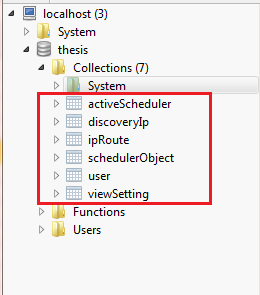 localhost (3)
System
thesis
Collections (7)
System
activeScheduler
discoveryIp
ipRoute
schedulerObject
user
viewSetting
Functions
Users